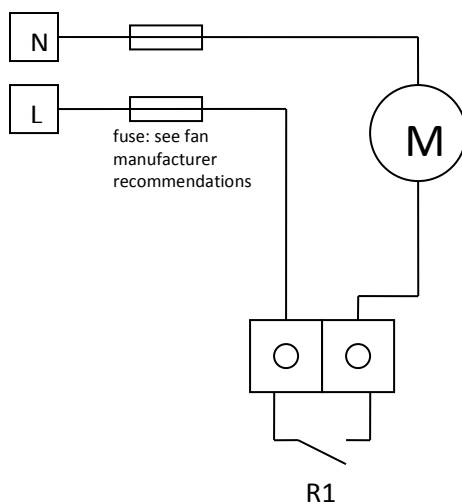 N
L
fuse: see fan
manufacturer
recommendations
M
R1